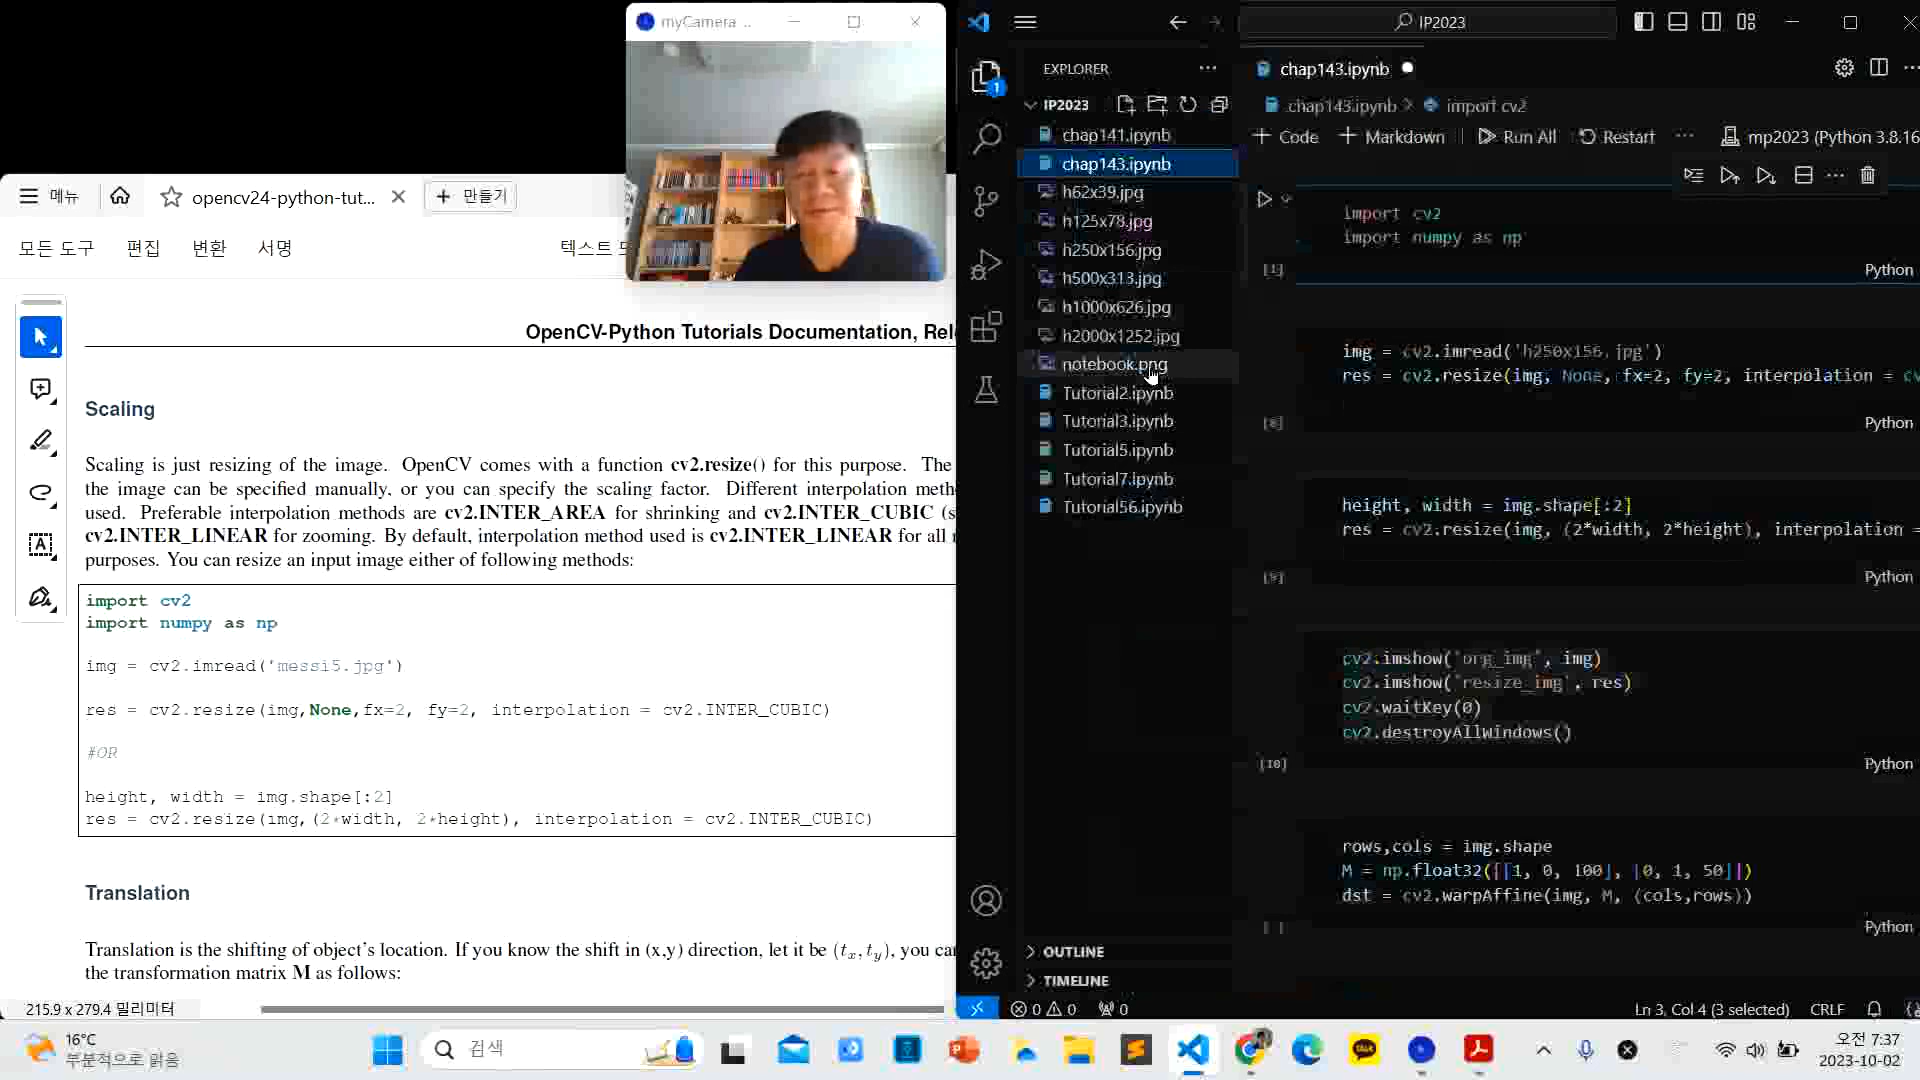 myCamera ...
메뉴
opencv24-python-tut...
만들기
모든 도구
편집
변환
서명
텍스트
OpenCV-Python Tutorials Documentation, Rel
Scaling
Scaling is just resizing of the image. OpenCV comes with a function cv2.resize() for this purpose. The
the image can be specified manually, or you can specify the scaling factor. Different interpolation meth
used. Preferable interpolation methods are cv2.INTER_AREA for shrinking and cv2.INTER_CUBIC (s
cv2.INTER_LINEAR for zooming. By default, interpolation method used is cv2.INTER_LINEAR for all
purposes. You can resize an input image either of following methods:
import cv2
import numpy as np
img = cv2.imread('messi5.jpg')
res = cv2.resize(img,None,fx=2, fy=2, interpolation = cv2.INTER_CUBIC)
#OR
height, width = img.shape[:2]
res = cv2.resize(img,(2*width, 2*height), interpolation = cv2.INTER_CUBIC)
Translation
Translation is the shifting of object's location. If you know the shift in (x,y) direction, let it be (tx, ty), you ca
the transformation matrix M as follows:
215.9 x 279.4 밀리미터
IP2023
EXPLORER
IP2023
chap141.ipynb
chap143.ipynb
h62x39.jpg
h125x78.jpg
h250x156.jpg
h500x313.jpg
h1000x626.jpg
h2000x1252.jpg
notebook.png
Tutorial2.ipynb
Tutorial3.ipynb
Tutorial5.ipynb
Tutorial7.ipynb
Tutorial56.ipynb
OUTLINE
TIMELINE
chap143.ipynb
chap143.ipynb > import cv2
+ Code + Markdown Run All Restart ... mp2023 (Python 3.8.16
import cv2
import numpy as np
[1] Python
img = cv2.imread('h250x156.jpg')
res = cv2.resize(img, None, fx=2, fy=2, interpolation = cv
[8] Python
height, width = img.shape[:2]
res = cv2.resize(img, (2*width, 2*height), interpolation =
[9] Python
cv2.imshow('org_img', img)
cv2.imshow('resize_img', res)
cv2.waitKey(0)
cv2.destroyAllWindows()
[10] Python
rows,cols = img.shape
M = np.float32([[1, 0, 100], [0, 1, 50]])
dst = cv2.warpAffine(img, M, (cols,rows))
[ ] Python
0 0 0
Ln 3, Col 4 (3 selected) CRLF
16°C
부분적으로 맑음
검색
오전 7:37
2023-10-02